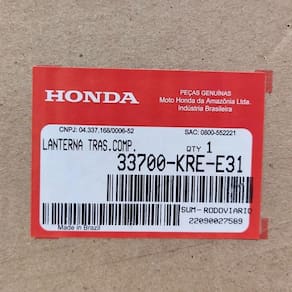 HONDA
PEÇAS GENUÍNAS
Moto Honda da Amazônia Ltda.
Indústria Brasileira
CNPJ: 04.337.168/0006-52
SAC: 0800-552221
LANTERNA TRAS.COMP.
QTY 1
33700-KRE-E31
SUM-RODOVIARIO
22090027589
Made in Brazil